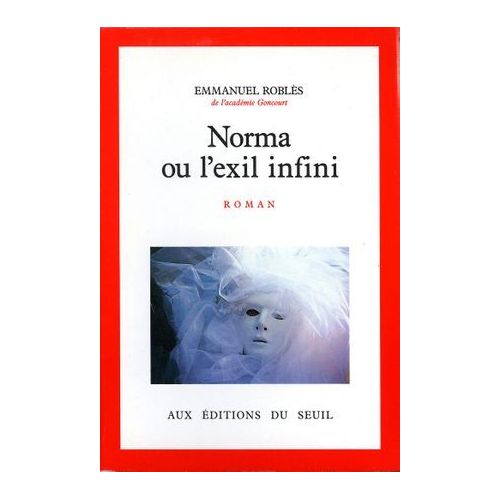 EMMANUEL ROBLÈS
de l'académie Goncourt
Norma
ou l'exil infini
ROMAN
AUX ÉDITIONS DU SEUIL